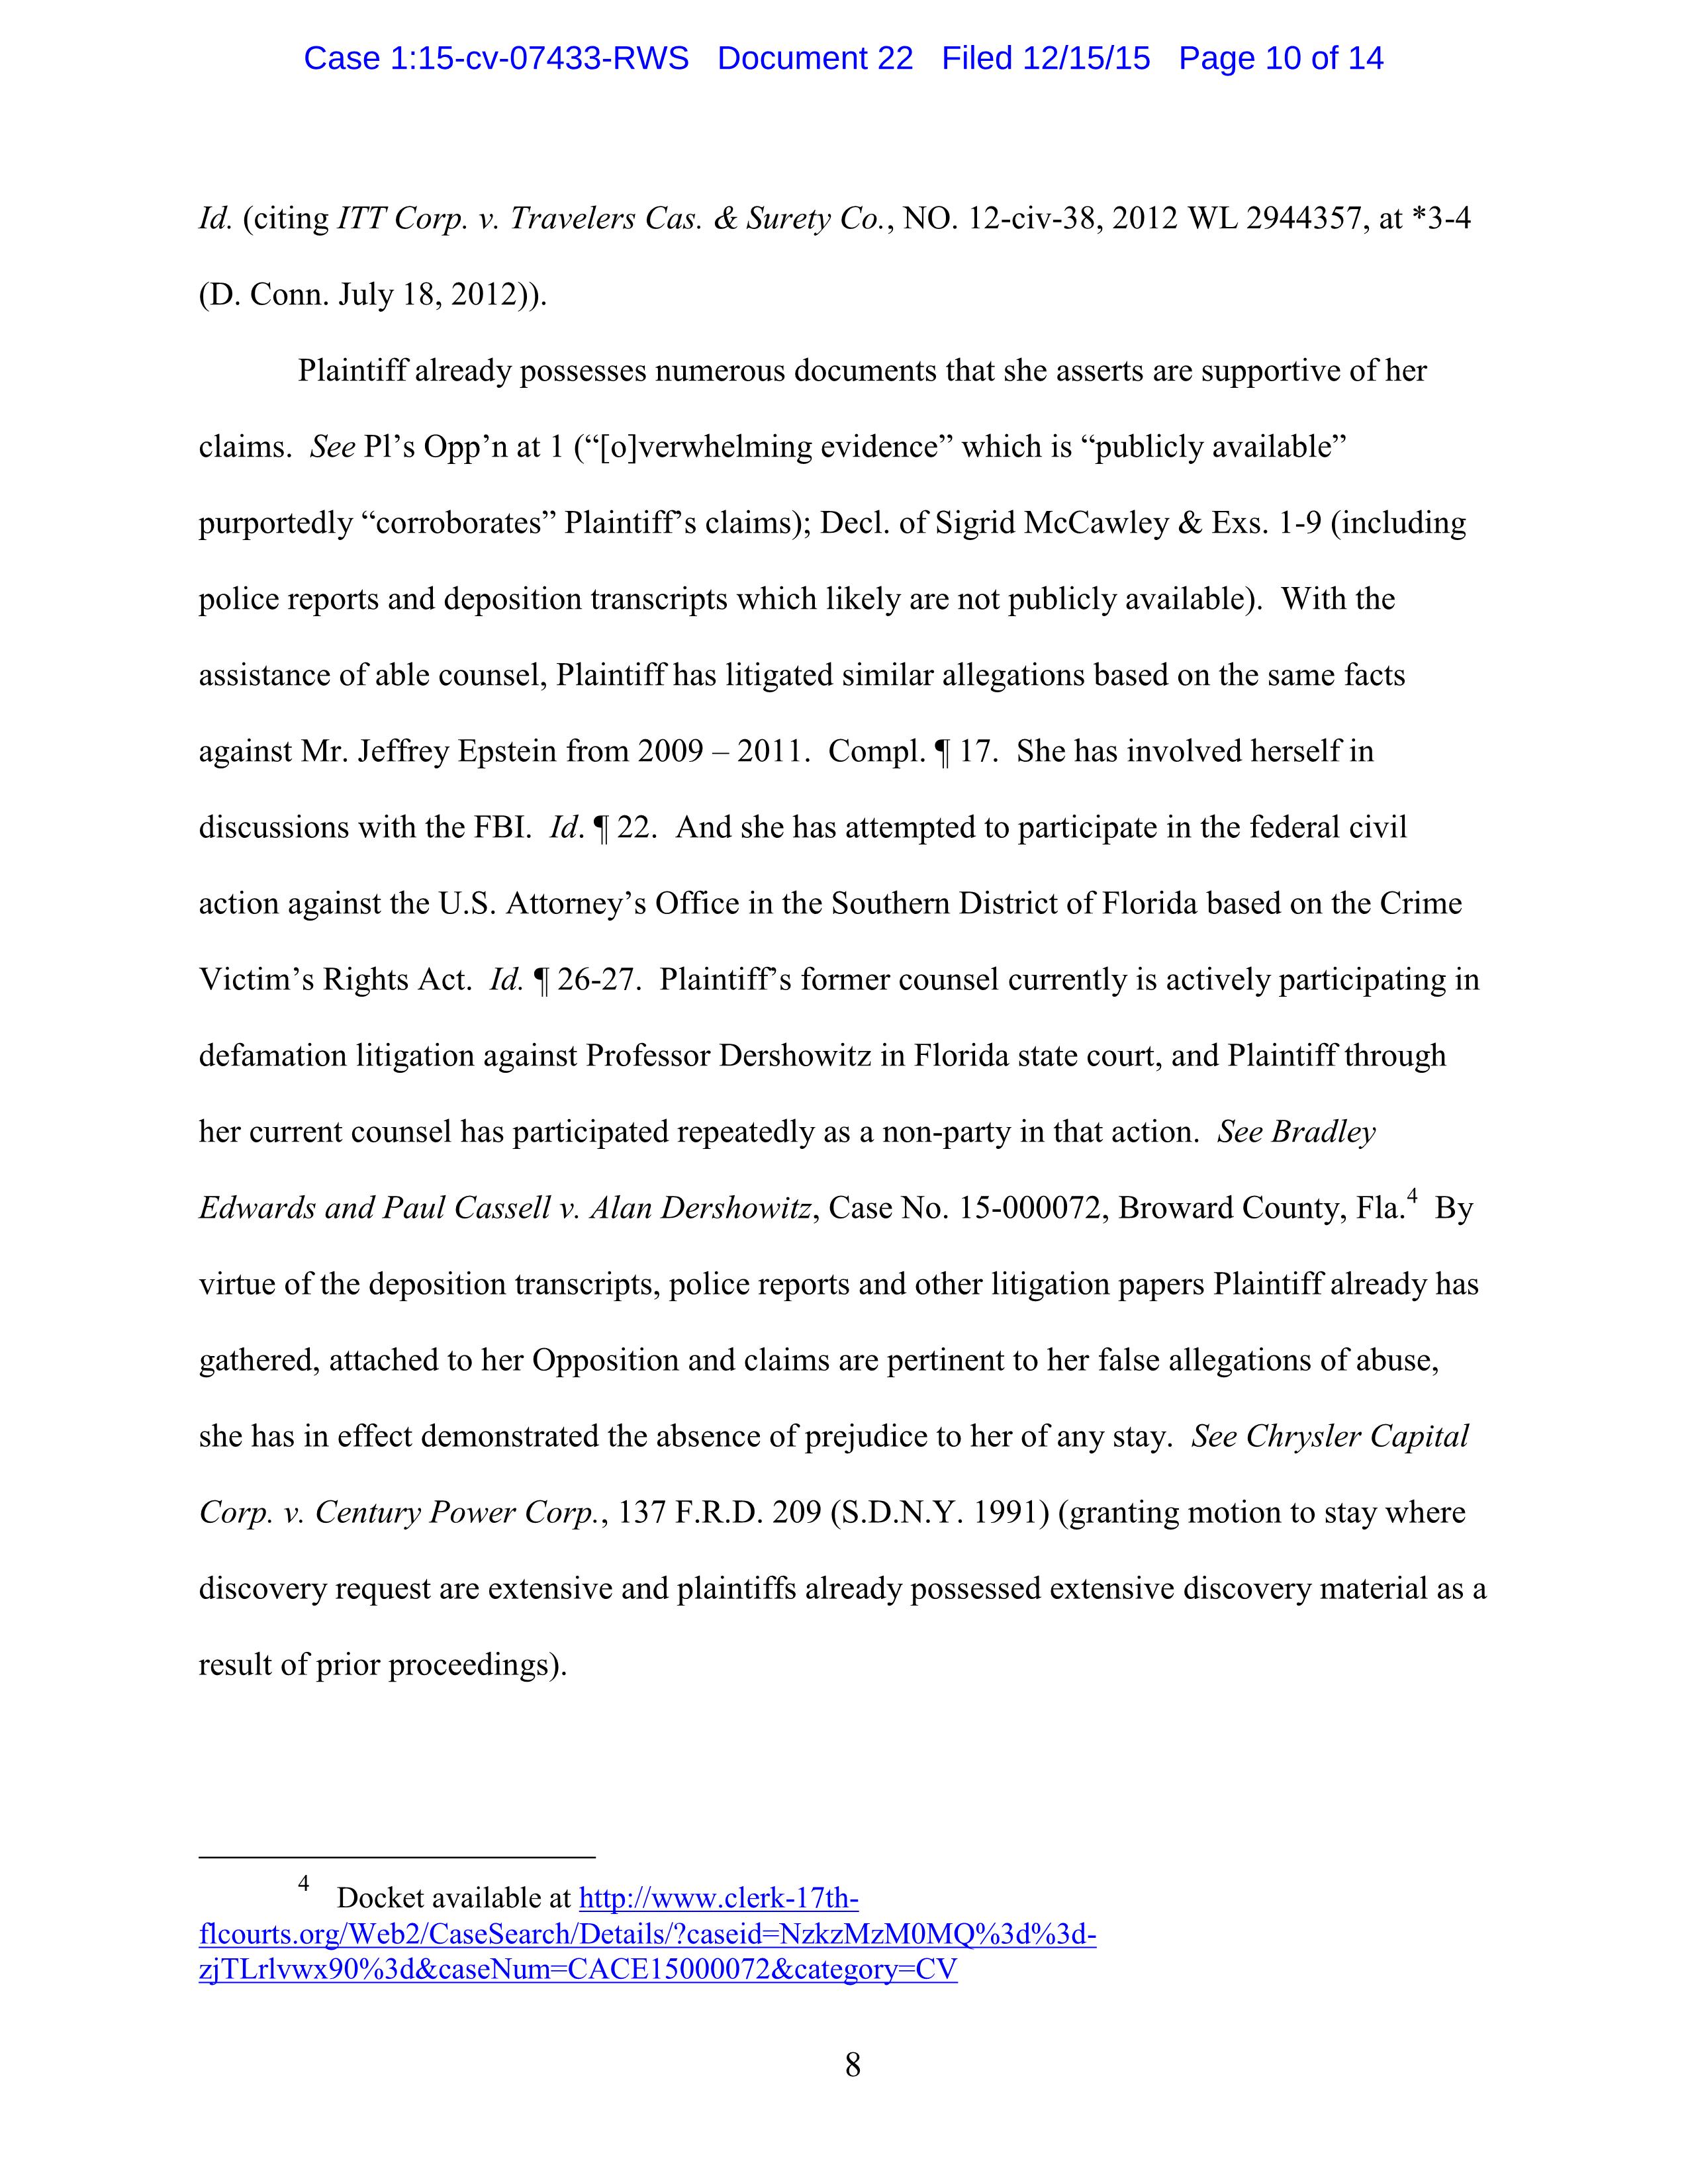 Case 1:15-cv-07433-RWS Document 22 Filed 12/15/15 Page 10 of 14
Id. (citing ITT Corp. v. Travelers Cas. & Surety Co., NO. 12-civ-38, 2012 WL 2944357, at *3-4
(D. Conn. July 18, 2012)).
Plaintiff already possesses numerous documents that she asserts are supportive of her
claims. See Pl’s Opp’n at 1 (“[o]verwhelming evidence” which is “publicly available”
purportedly “corroborates” Plaintiff’s claims); Decl. of Sigrid McCawley & Exs. 1-9 (including
police reports and deposition transcripts which likely are not publicly available). With the
assistance of able counsel, Plaintiff has litigated similar allegations based on the same facts
against Mr. Jeffrey Epstein from 2009 – 2011. Compl. ¶ 17. She has involved herself in
discussions with the FBI. Id. ¶ 22. And she has attempted to participate in the federal civil
action against the U.S. Attorney’s Office in the Southern District of Florida based on the Crime
Victim’s Rights Act. Id. ¶ 26-27. Plaintiff’s former counsel currently is actively participating in
defamation litigation against Professor Dershowitz in Florida state court, and Plaintiff through
her current counsel has participated repeatedly as a non-party in that action. See Bradley
Edwards and Paul Cassell v. Alan Dershowitz, Case No. 15-000072, Broward County, Fla.4 By
virtue of the deposition transcripts, police reports and other litigation papers Plaintiff already has
gathered, attached to her Opposition and claims are pertinent to her false allegations of abuse,
she has in effect demonstrated the absence of prejudice to her of any stay. See Chrysler Capital
Corp. v. Century Power Corp., 137 F.R.D. 209 (S.D.N.Y. 1991) (granting motion to stay where
discovery request are extensive and plaintiffs already possessed extensive discovery material as a
result of prior proceedings).
4 Docket available at http://www.clerk-17th-
flcourts.org/Web2/CaseSearch/Details/?caseid=NzkzMzM0MQ%3d%3d-
zjTLrlvwx90%3d&caseNum=CACE15000072&category=CV
8